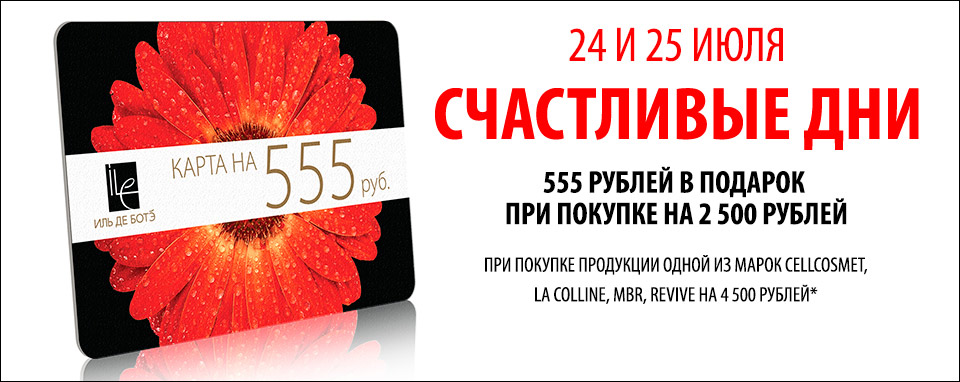 КАРТА НА 555 руб.
ile
ИЛЬ ДЕ БОТЭ
24 И 25 ИЮЛЯ
СЧАСТЛИВЫЕ ДНИ
555 РУБЛЕЙ В ПОДАРОК
ПРИ ПОКУПКЕ НА 2 500 РУБЛЕЙ
ПРИ ПОКУПКЕ ПРОДУКЦИИ ОДНОЙ ИЗ МАРОК CELLCOSMET,
LA COLLINE, MBR, REVIVE НА 4 500 РУБЛЕЙ*